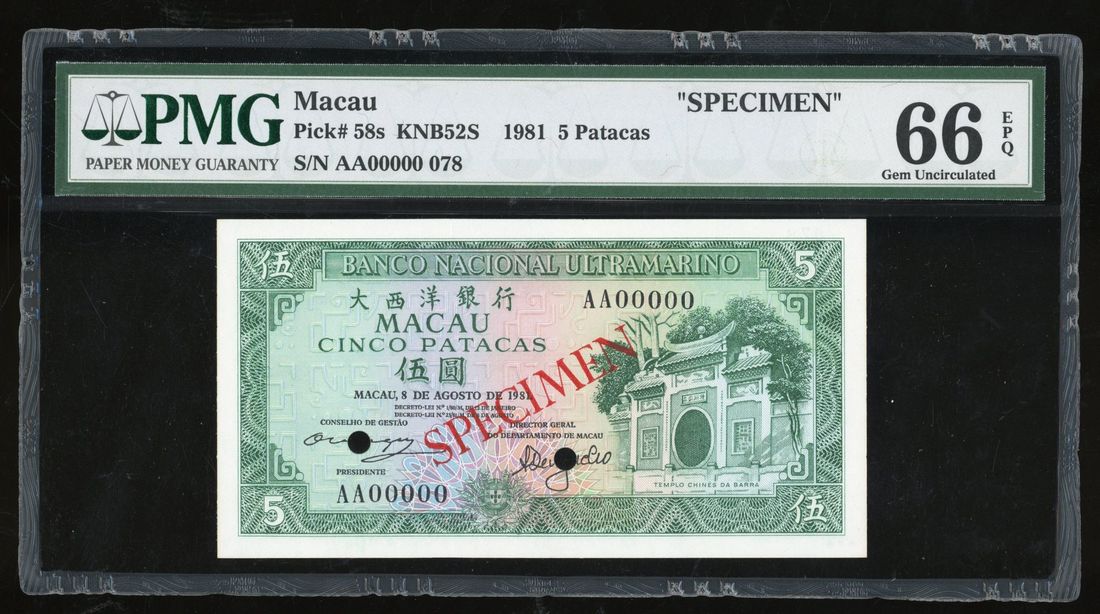 PMG
PAPER MONEY GUARANTY
Macau
"SPECIMEN"
Pick# 58s KNB52S 1981 5 Patacas
S/N AA00000 078
66
EPQ
Gem Uncirculated
伍
BANCO NACIONAL ULTRAMARINO
5
大西洋銀行
AA00000
MACAU
CINCO PATACAS
伍圓
SPECIMEN
MACAU, 8 DE AGOSTO DE 1981
CONSELHO DE GESTÃO
DIRECTOR GERAL
DO DEPARTAMENTO DE MACAU
PRESIDENTE
AA00000
TEMPLO CHINÊS DA BARRA
5
伍